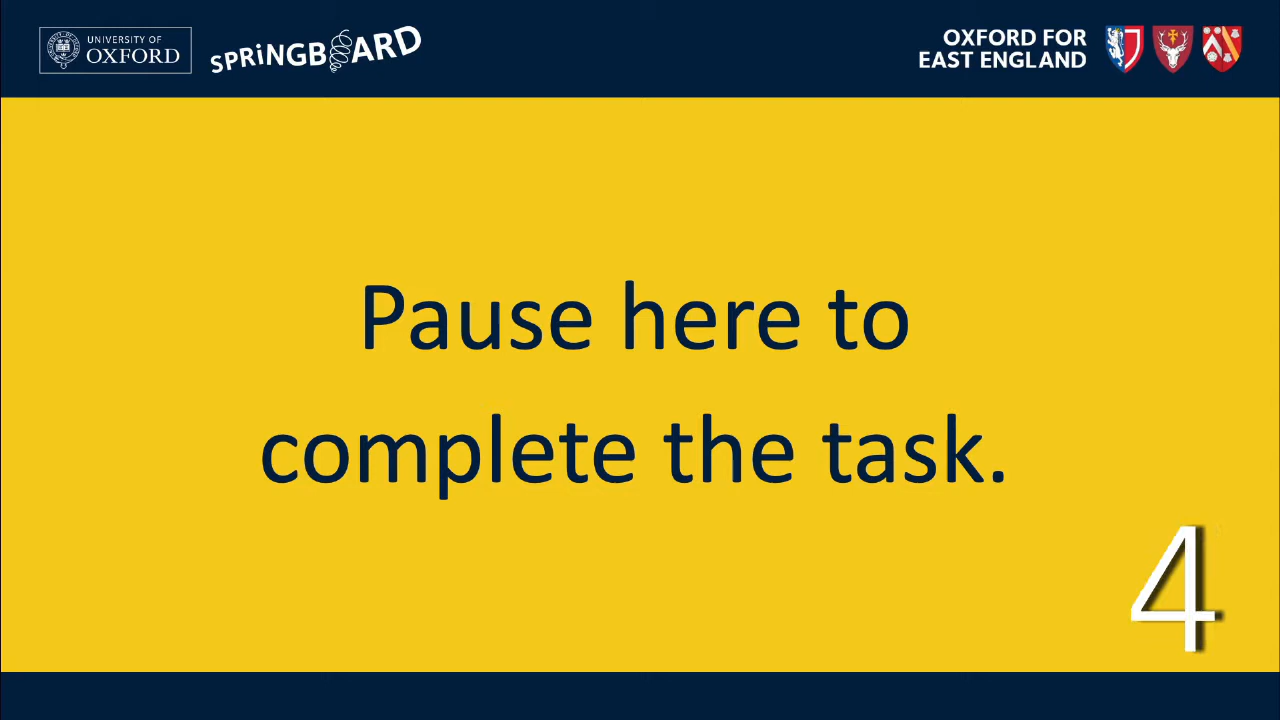 UNIVERSITY OF
OXFORD
SPRiNGBOARD
OXFORD FOR
EAST ENGLAND
Pause here to
complete the task.
4